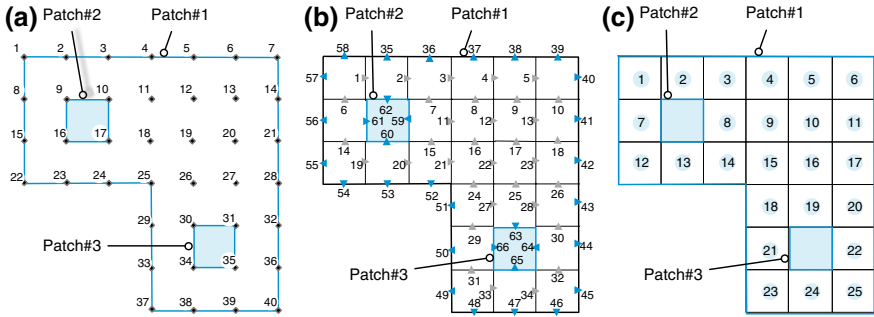 (a) Patch#2 Patch#1 (b) Patch#2 Patch#1 (c) Patch#2 Patch#1
1 2 3 4 5 6 7
8 9 10 11 12 13 14
15 16 17 18 19 20 21
22 23 24 25 26 27 28
29 30 31 32
Patch#3
33 34 35 36
37 38 39 40
58 35 36 37 38 39
57 1 2 3 4 5 40
6 62 7 8 9 10
56 61 59 11 12 13 41
60
14 15 16 17 18
55 19 20 21 22 23 42
54 53 52
51 24 25 26 43
27 28
63
50 29 66 64 30 44
65
Patch#3
31 32
49 33 34 45
48 47 46
1 2 3 4 5 6
7 8 9 10 11
12 13 14 15 16 17
18 19 20
21 22
Patch#3
23 24 25